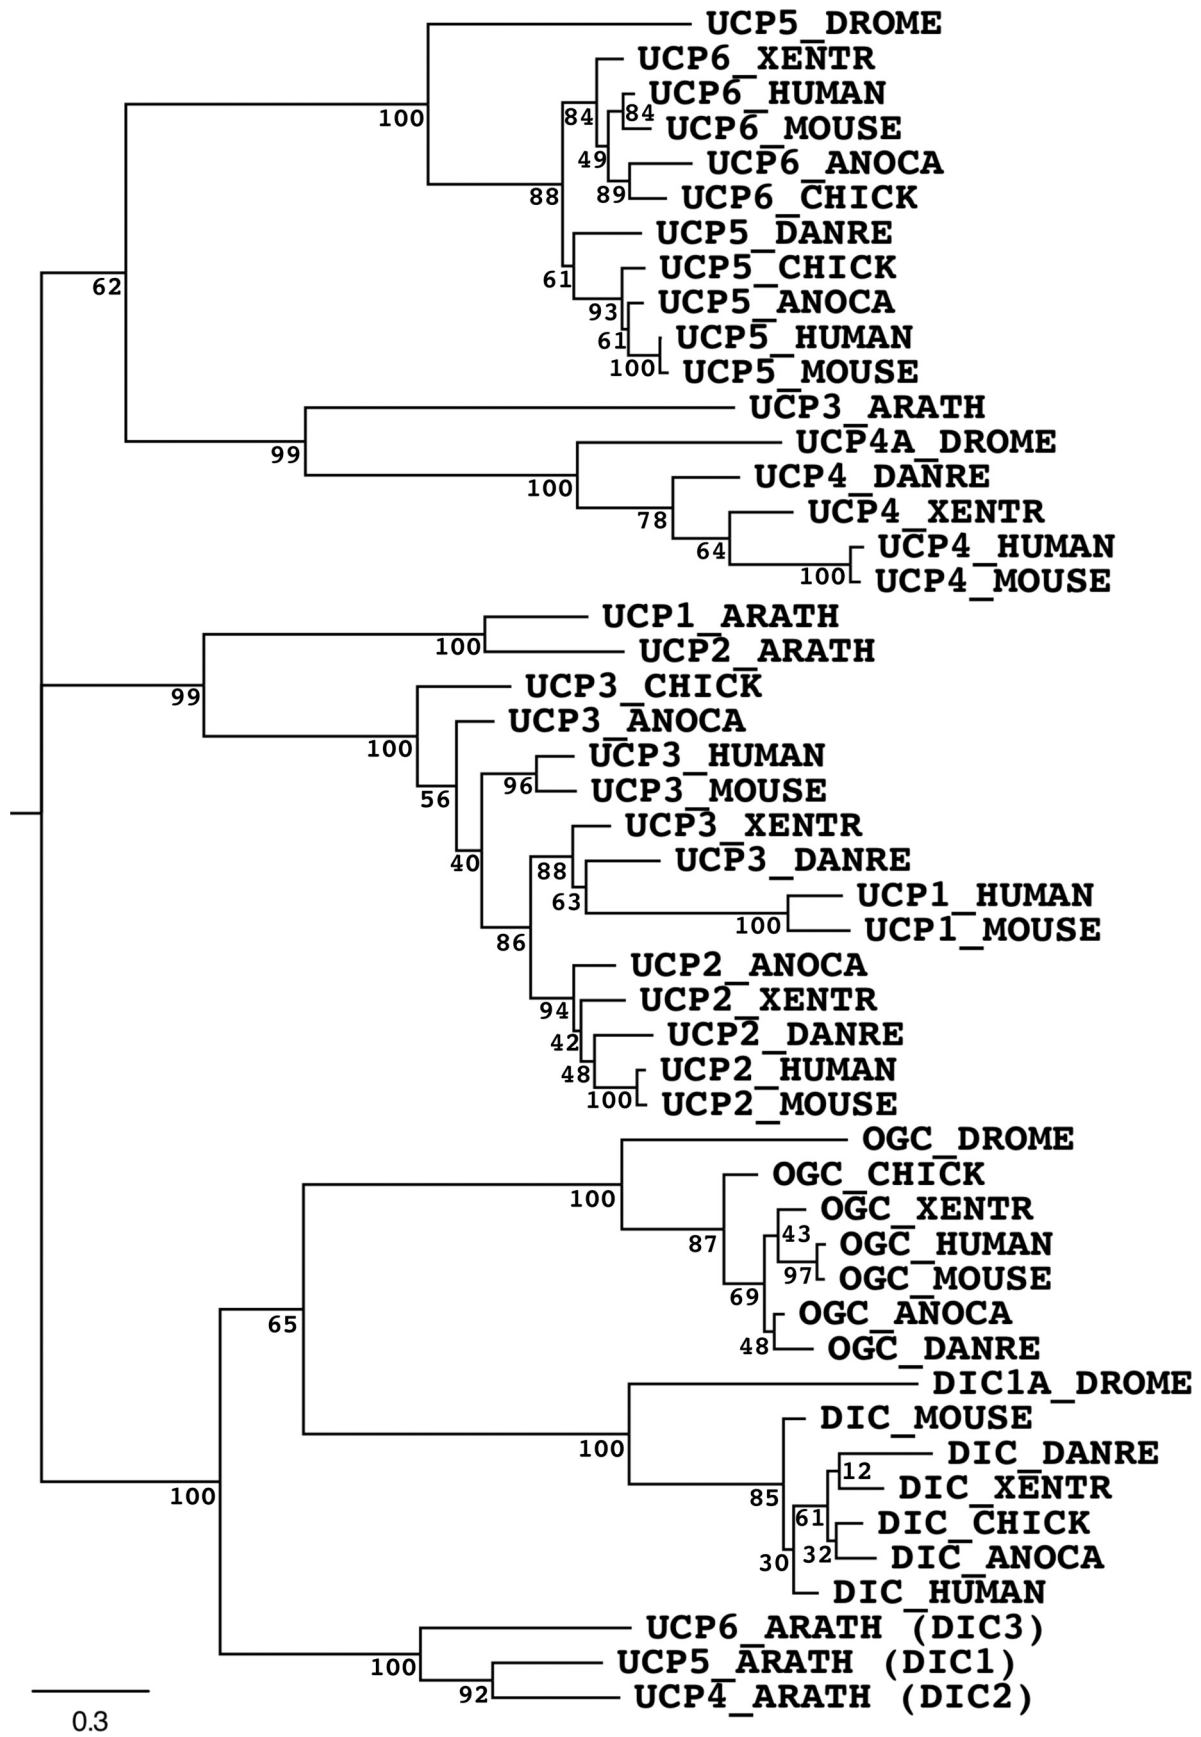 UCP5_DROME
UCP6_XENTR
UCP6_HUMAN
84
84
UCP6_MOUSE
100
49
UCP6_ANOCA
88
89
UCP6_CHICK
UCP5_DANRE
UCP5_CHICK
61
62
UCP5_ANOCA
93
UCP5_HUMAN
61
100
UCP5_MOUSE
UCP3_ARATH
UCP4A_DROME
99
UCP4_DANRE
100
UCP4_XENTR
78
UCP4_HUMAN
64
100
UCP4_MOUSE
UCP1_ARATH
100
UCP2_ARATH
UCP3_CHICK
99
UCP3_ANOCA
100
UCP3_HUMAN
96
UCP3_MOUSE
56
UCP3_XENTR
UCP3_DANRE
40
88
UCP1_HUMAN
63
100
UCP1_MOUSE
86
UCP2_ANOCA
UCP2_XENTR
94
UCP2_DANRE
42
UCP2_HUMAN
48
100
UCP2_MOUSE
OGC_DROME
OGC_CHICK
100
OGC_XENTR
43
87
OGC_HUMAN
97
OGC_MOUSE
69
OGC_ANOCA
65
48
OGC_DANRE
DIC1A_DROME
DIC_MOUSE
100
DIC_DANRE
12
DIC_XENTR
100
85
61
DIC_CHICK
32
DIC_ANOCA
30
DIC_HUMAN
UCP6_ARATH (DIC3)
UCP5_ARATH (DIC1)
100
92
UCP4_ARATH (DIC2)
0.3